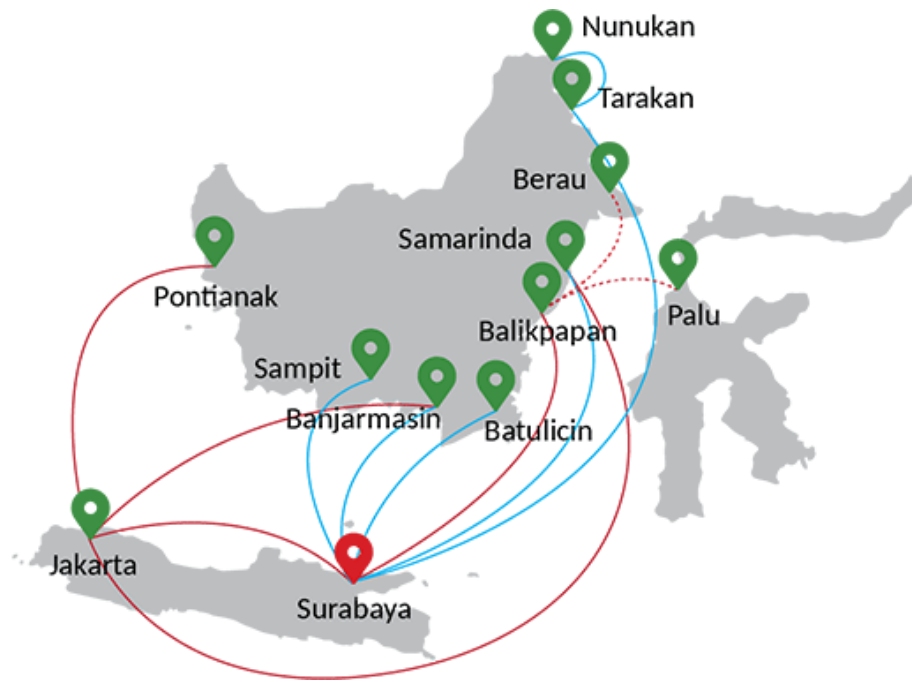 Nunukan
Tarakan
Berau
Samarinda
Pontianak
Palu
Balikpapan
Sampit
Banjarmasin
Batulicin
Jakarta
Surabaya